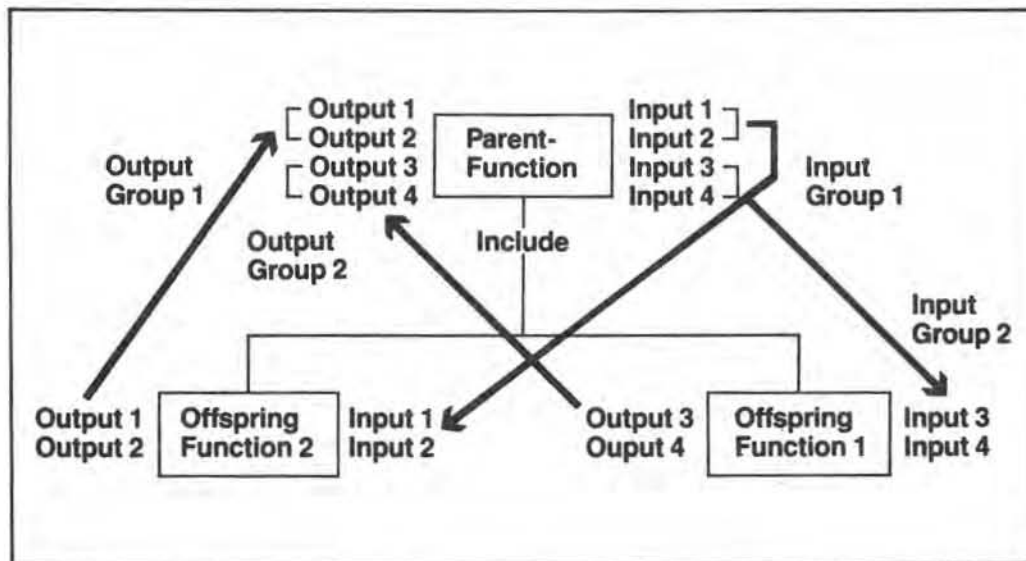 Output 1
Output 2
Output 3
Output 4
Parent-
Function
Input 1
Input 2
Input 3
Input 4
Output
Group 1
Input
Group 1
Output
Group 2
Include
Input
Group 2
Output 1
Output 2
Offspring
Function 2
Input 1
Input 2
Output 3
Ouput 4
Offspring
Function 1
Input 3
Input 4